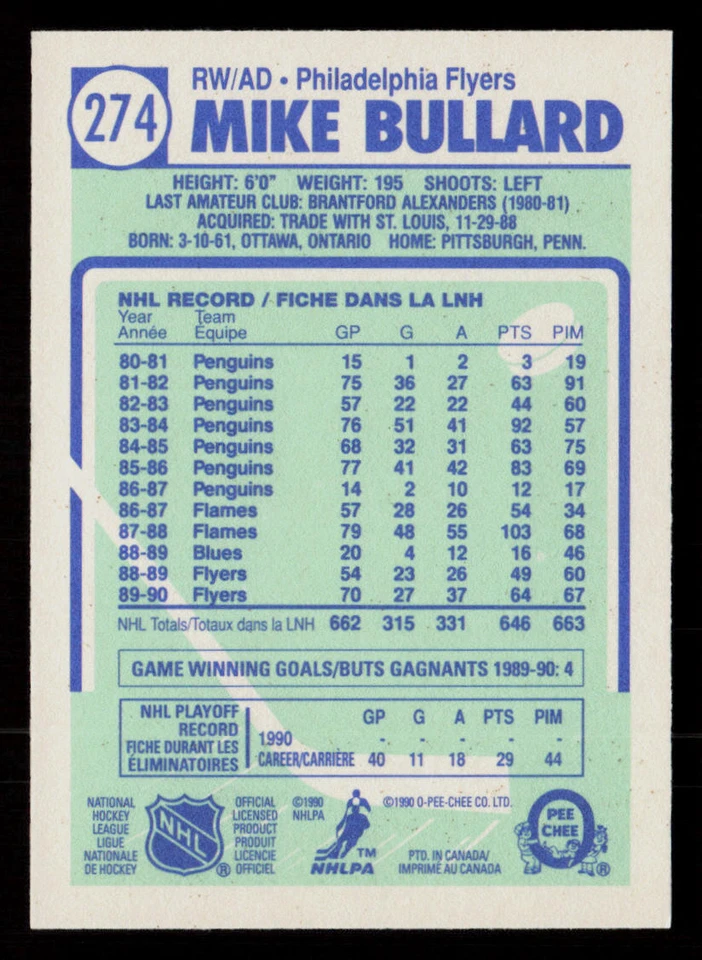 274
RW/AD • Philadelphia Flyers
MIKE BULLARD
HEIGHT: 6'0" WEIGHT: 195 SHOOTS: LEFT
LAST AMATEUR CLUB: BRANTFORD ALEXANDERS (1980-81)
ACQUIRED: TRADE WITH ST. LOUIS, 11-29-88
BORN: 3-10-61, OTTAWA, ONTARIO HOME: PITTSBURGH, PENN.
NHL RECORD / FICHE DANS LA LNH
Year Team
Année Équipe GP G A PTS PIM
80-81 Penguins 15 1 2 3 19
81-82 Penguins 75 36 27 63 91
82-83 Penguins 57 22 22 44 60
83-84 Penguins 76 51 41 92 57
84-85 Penguins 68 32 31 63 75
85-86 Penguins 77 41 42 83 69
86-87 Penguins 14 2 10 12 17
86-87 Flames 57 28 26 54 34
87-88 Flames 79 48 55 103 68
88-89 Blues 20 4 12 16 46
88-89 Flyers 54 23 26 49 60
89-90 Flyers 70 27 37 64 67
NHL Totals/Totaux dans la LNH 662 315 331 646 663
GAME WINNING GOALS/BUTS GAGNANTS 1989-90: 4
NHL PLAYOFF
RECORD
FICHE DURANT LES
ÉLIMINATOIRES
GP G A PTS PIM
1990 - - - - -
CAREER/CARRIÈRE 40 11 18 29 44
NATIONAL
HOCKEY
LEAGUE
LIGUE
NATIONALE
DE HOCKEY
NHL
®
OFFICIAL
LICENSED
PRODUCT
PRODUIT
LICENCIE
OFFICIEL
©1990
NHLPA
TM
NHLPA
©1990 O-PEE-CHEE CO. LTD.
PTD. IN CANADA/
IMPRIMÉ AU CANADA
O
PEE
CHEE
®